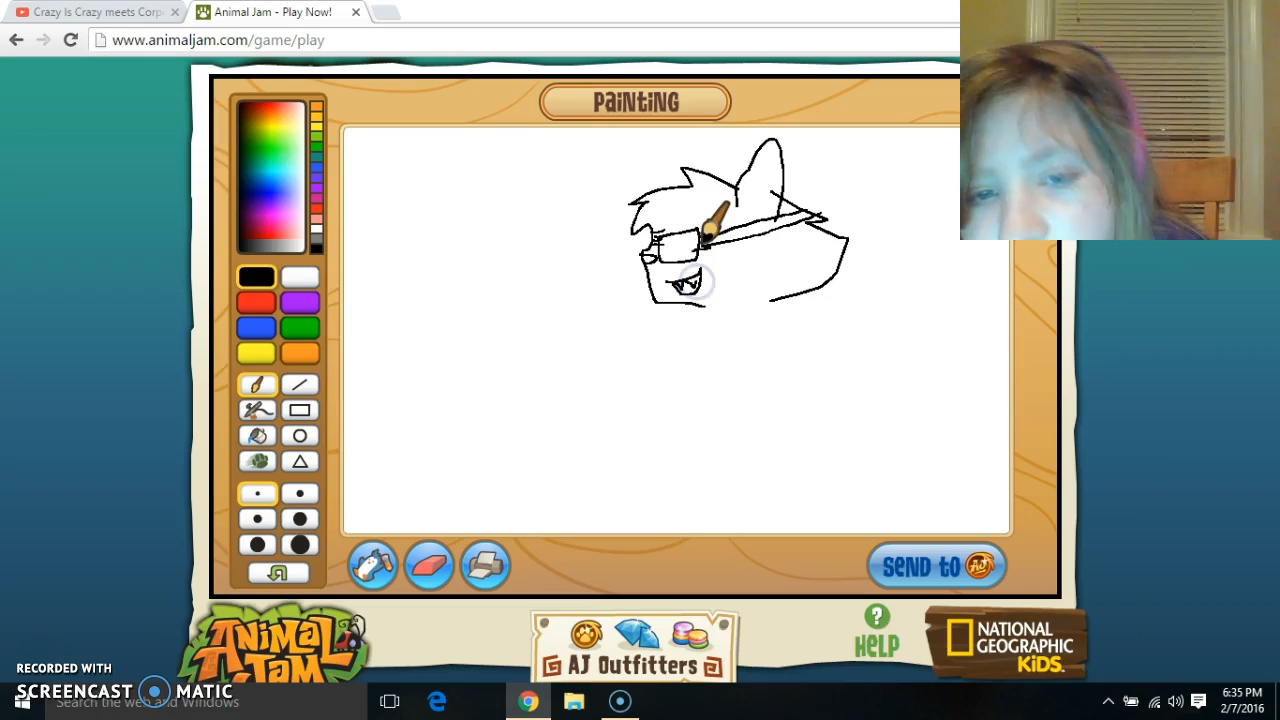 Crazy Is Crazy meets Corp
Animal Jam - Play Now!
www.animaljam.com/game/play
PAINTING
SEND TO AJ
ANIMAL JAM
AJ Outfitters
HELP
NATIONAL GEOGRAPHIC KiDS
RECORDED WITH
SCREENCAST MATIC
Search the web and Windows
6:35 PM
2/7/2016